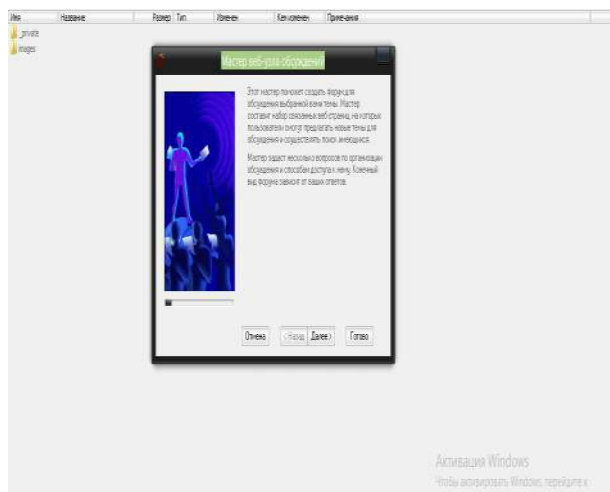 Имя Название Размер Тип Изменен Кем изменен Примечания
_private
images
Мастер веб-узла обсуждений
Этот мастер поможет создать форум для
обсуждения выбранной вами темы. Мастер
составит набор связанных веб-страниц, на которых
пользователи смогут предлагать новые темы для
обсуждения и осуществлять поиск имеющихся.
Мастер задаст несколько вопросов по организации
обсуждения и способам доступа к нему. Конечный
вид форума зависит от ваших ответов.
Отмена < Назад Далее > Готово
Активация Windows
Чтобы активировать Windows, перейдите к